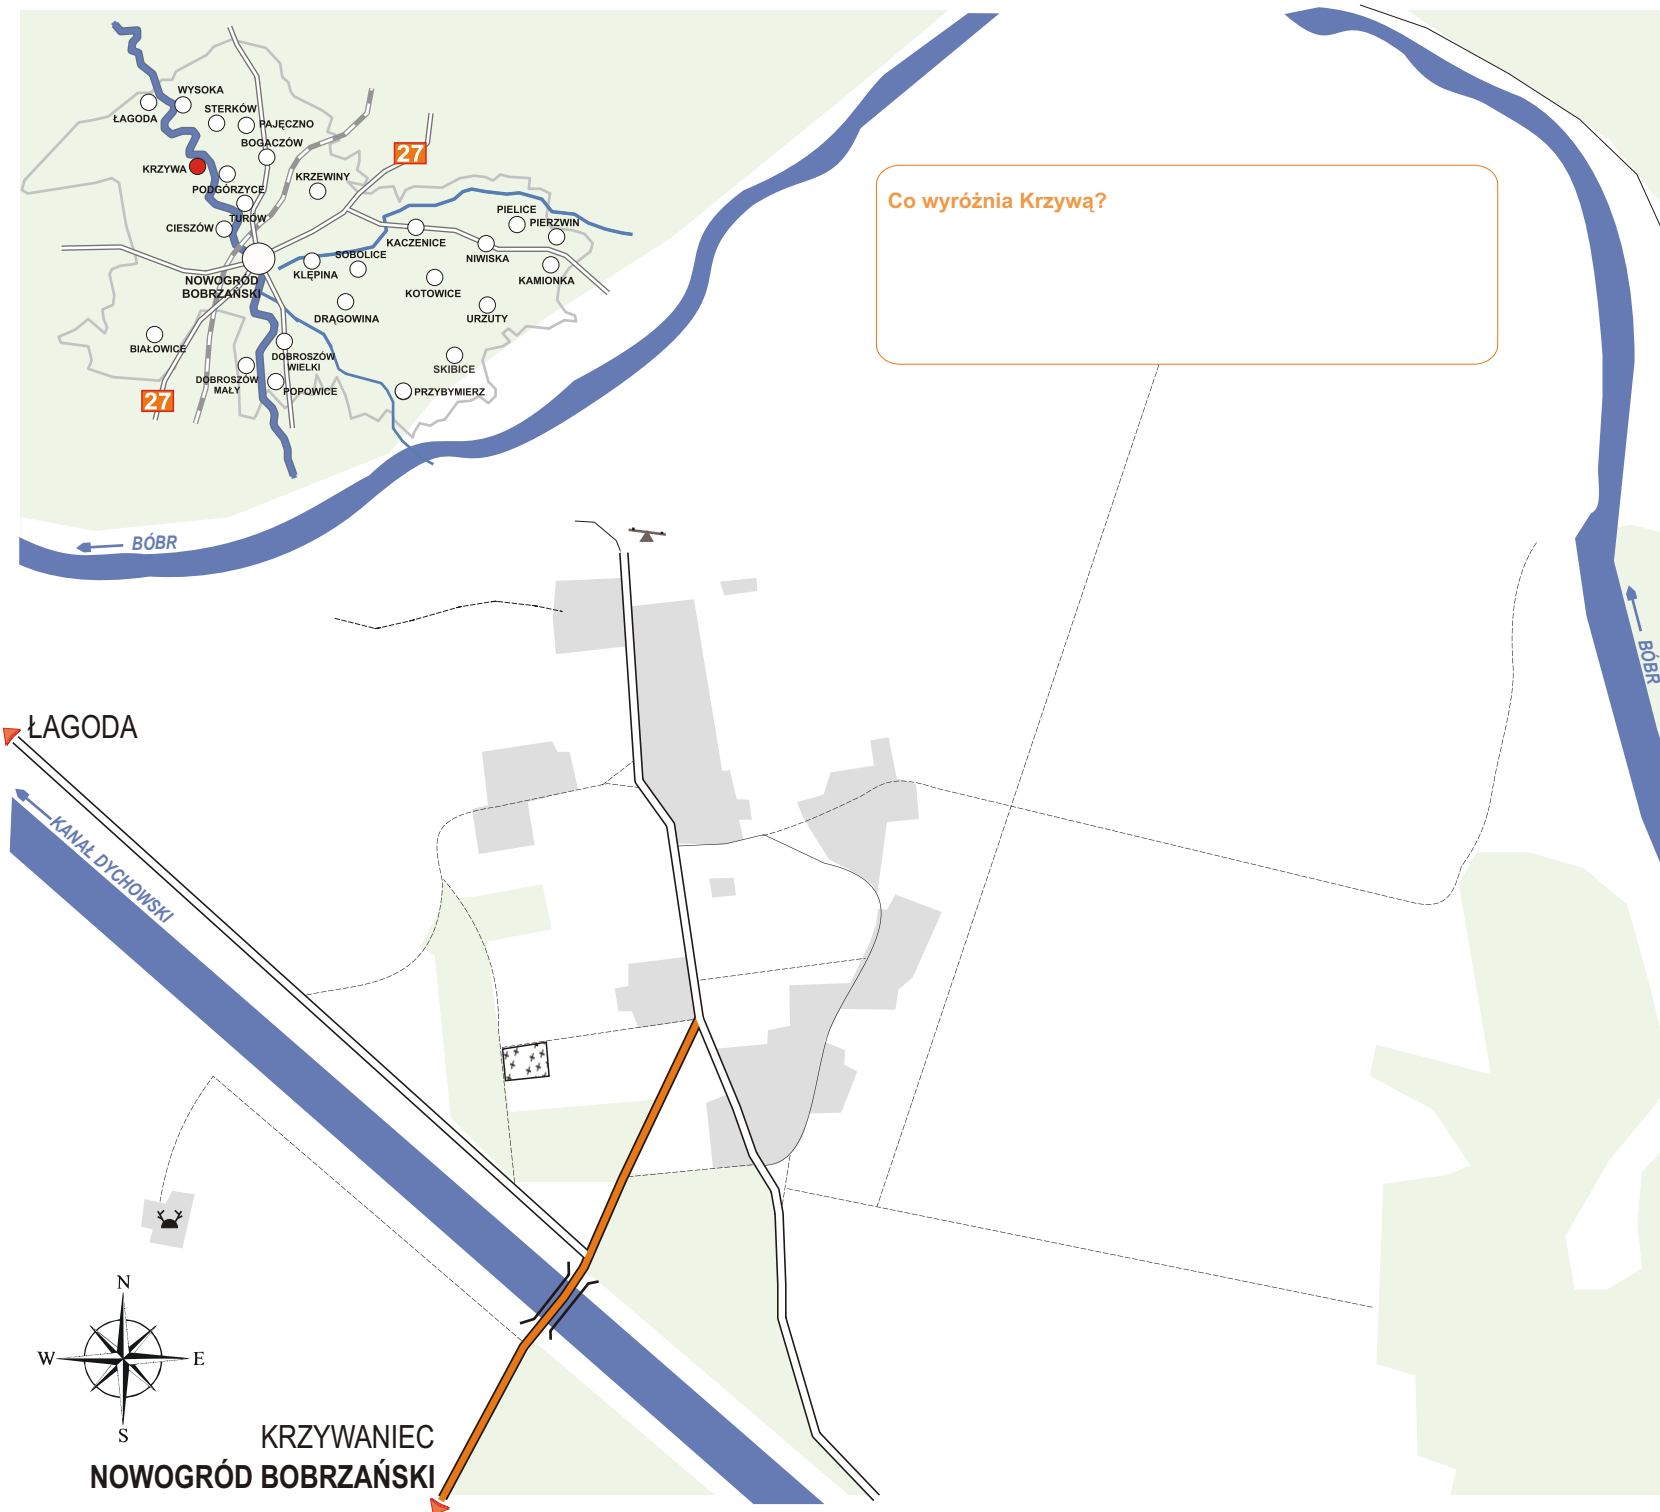 WYSOKA
ŁAGODA
STERKÓW
PAJĘCZNO
BOGACZÓW
27
KRZYWA
PODGÓRZYCE
KRZEWINY
TURÓW
CIESZÓW
PIELICE
PIERZWIN
KACZENICE
NIWISKA
SOBOLICE
KLĘPINA
KAMIONKA
NOWOGRÓD
BOBRZAŃSKI
KOTOWICE
DRĄGOWINA
URZUTY
BIAŁOWICE
DOBROSZÓW
WIELKI
SKIBICE
DOBROSZÓW
MAŁY
POPOWICE
PRZYBYMIERZ
27
Co wyróżnia Krzywą?
BÓBR
BÓBR
ŁAGODA
KANAŁ DYCHOWSKI
N
W
E
S
KRZYWANIEC
NOWOGRÓD BOBRZAŃSKI